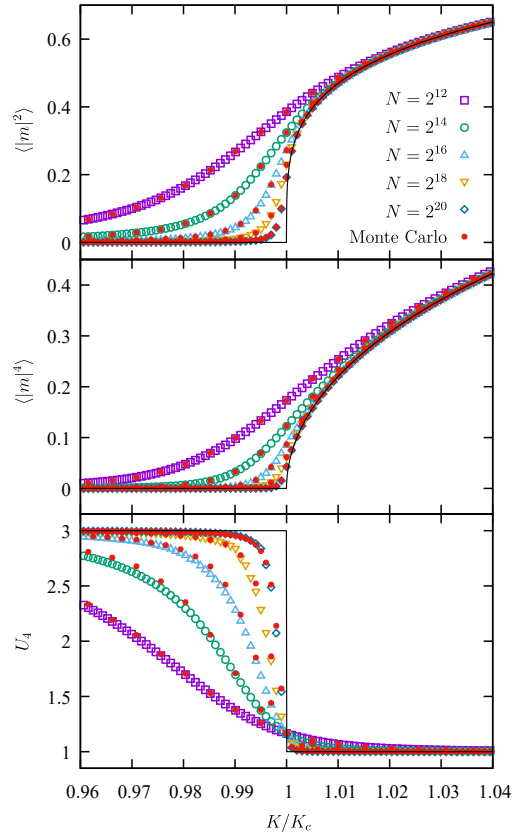 ⟨|m|²⟩
0.6
0.4
0.2
0
N = 2¹²
N = 2¹⁴
N = 2¹⁶
N = 2¹⁸
N = 2²⁰
Monte Carlo
⟨|m|⁴⟩
0.4
0.3
0.2
0.1
0
U₄
3
2.5
2
1.5
1
0.96 0.97 0.98 0.99 1 1.01 1.02 1.03 1.04
K/K_c